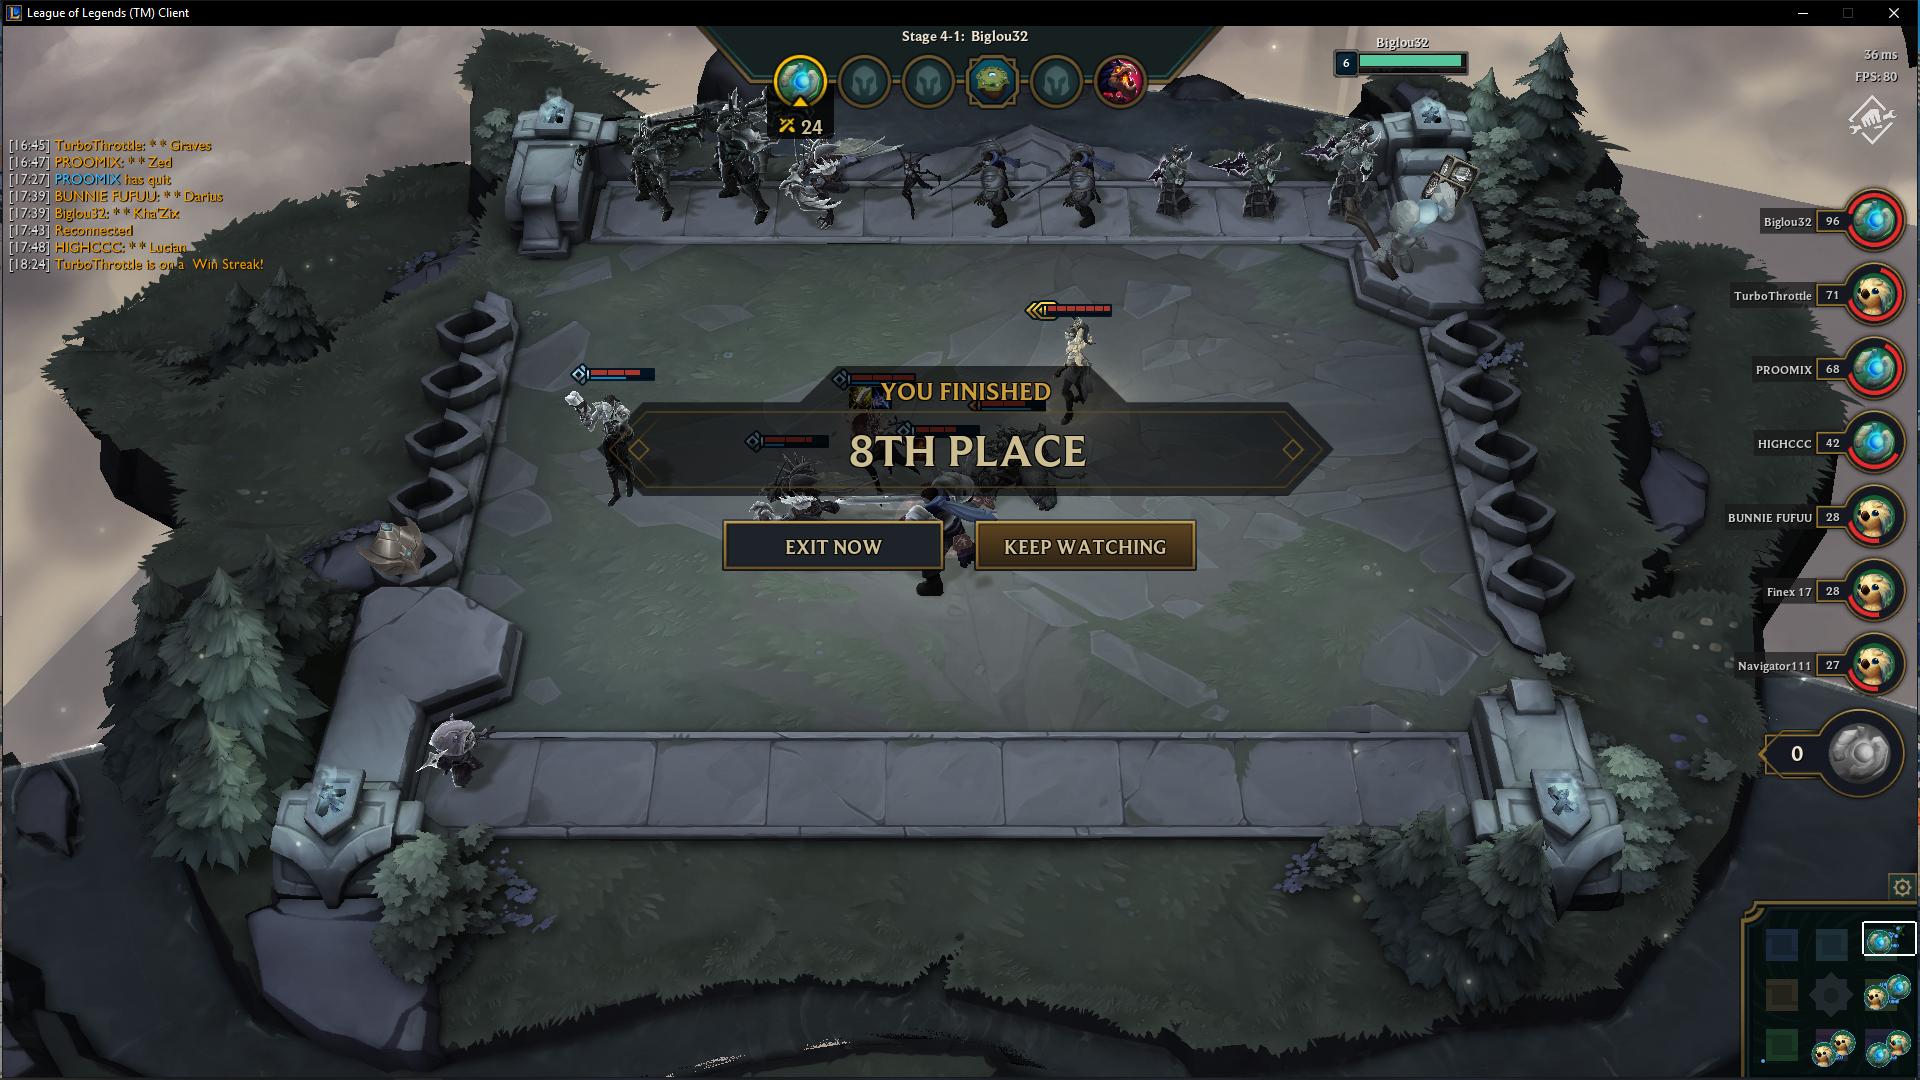 League of Legends (TM) Client
Stage 4-1: Biglou32
24
Biglou32
6
36 ms
FPS: 80
[16:45] TurboThrottle: * * Graves
[16:47] PROOMIX: * * Zed
[17:27] PROOMIX has quit
[17:39] BUNNIE FUFUU: * * Darius
[17:39] Biglou32: * * Kha'Zix
[17:43] Reconnected
[17:48] HIGHCCC: * * Lucian
[18:24] TurboThrottle is on a Win Streak!
Biglou32 96
TurboThrottle 71
PROOMIX 68
HIGHCCC 42
BUNNIE FUFUU 28
Finex 17 28
Navigator111 27
0
YOU FINISHED
8TH PLACE
EXIT NOW
KEEP WATCHING